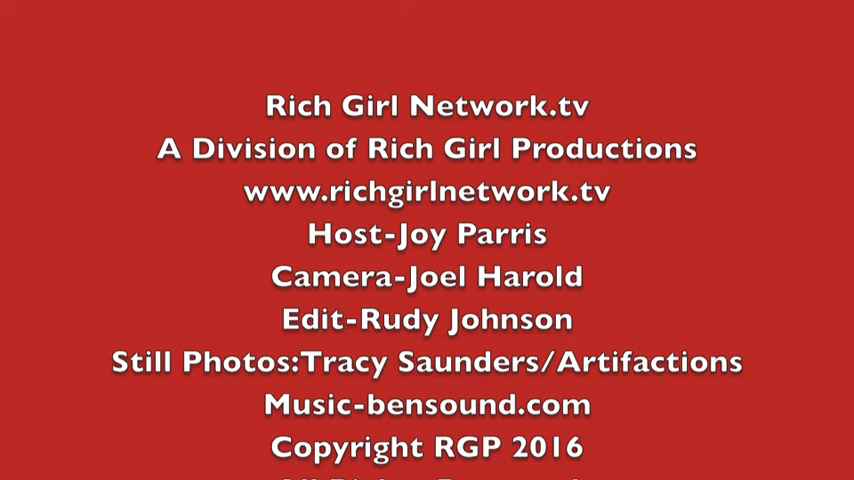 Rich Girl Network.tv
A Division of Rich Girl Productions
www.richgirlnetwork.tv
Host-Joy Parris
Camera-Joel Harold
Edit-Rudy Johnson
Still Photos:Tracy Saunders/Artifactions
Music-bensound.com
Copyright RGP 2016